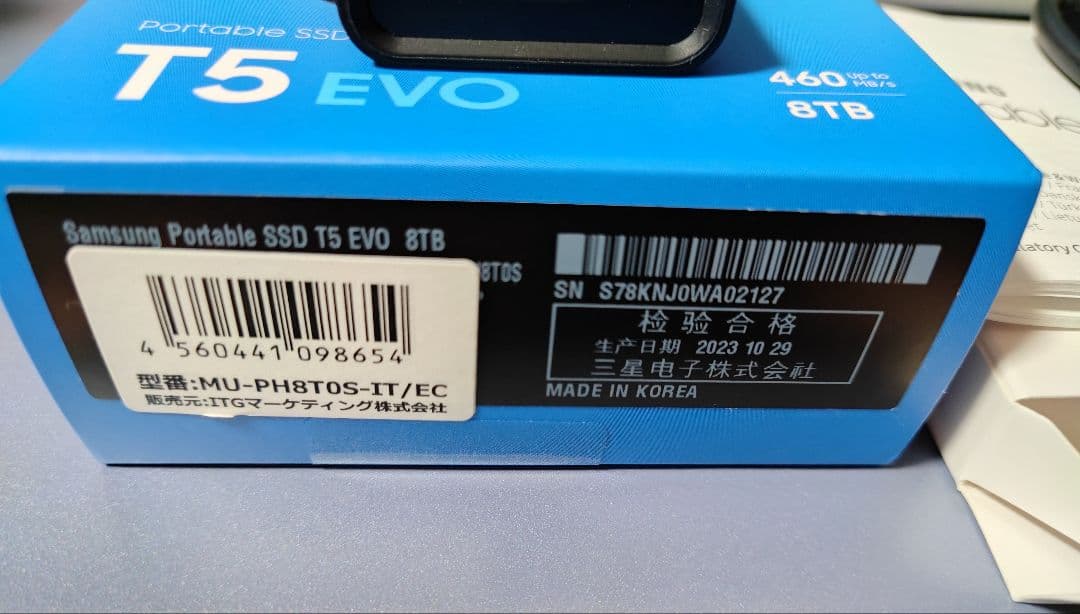 Portable SSD
T5 EVO
460 up to MB/s
8TB
Samsung Portable SSD T5 EVO 8TB
H8T0S
4 560441 098654
型番:MU-PH8T0S-IT/EC
販売元:ITGマーケティング株式会社
SN S78KNJ0WA02127
检验合格
生产日期 2023 10 29
三星电子株式会社
MADE IN KOREA